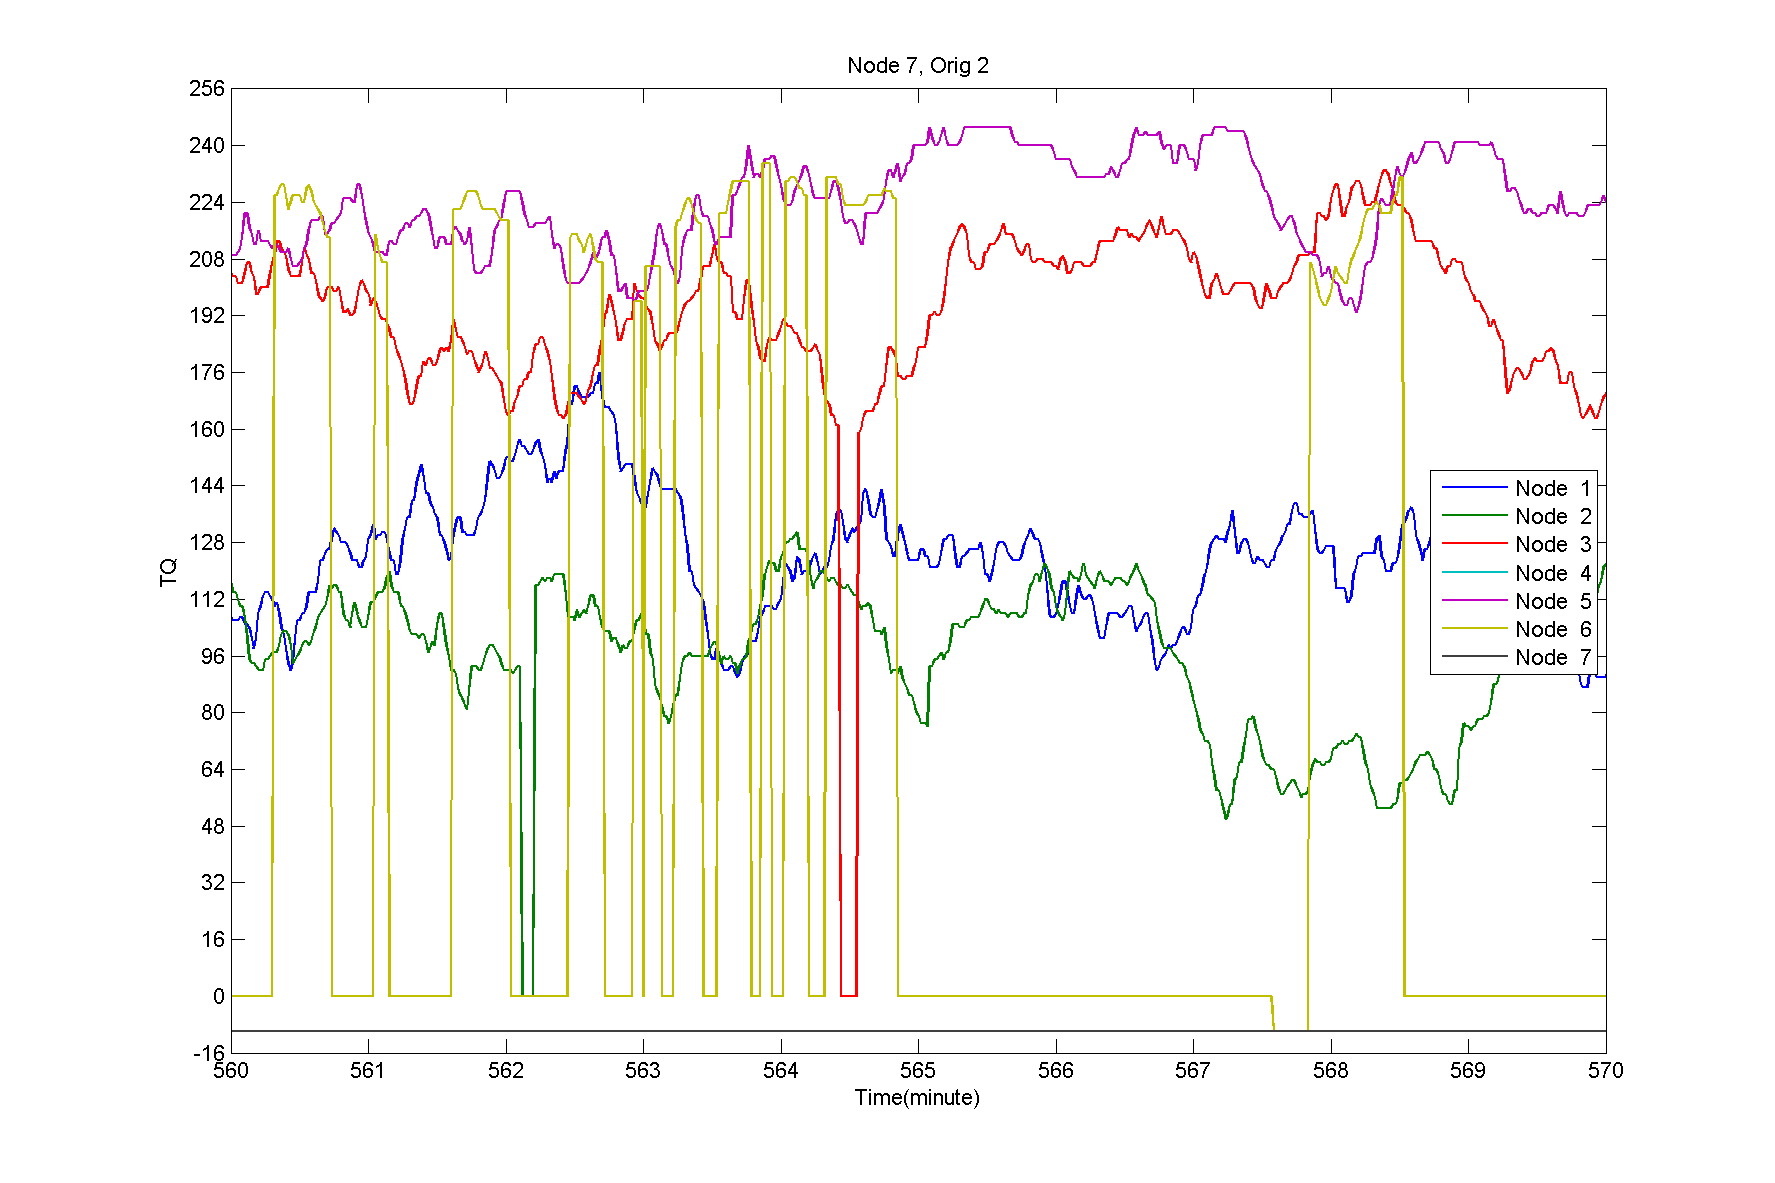 Node 7, Orig 2
256
240
224
208
192
176
160
144
128
112
96
80
64
48
32
16
0
-16
TQ
Node 1
Node 2
Node 3
Node 4
Node 5
Node 6
Node 7
560 561 562 563 564 565 566 567 568 569 570
Time(minute)